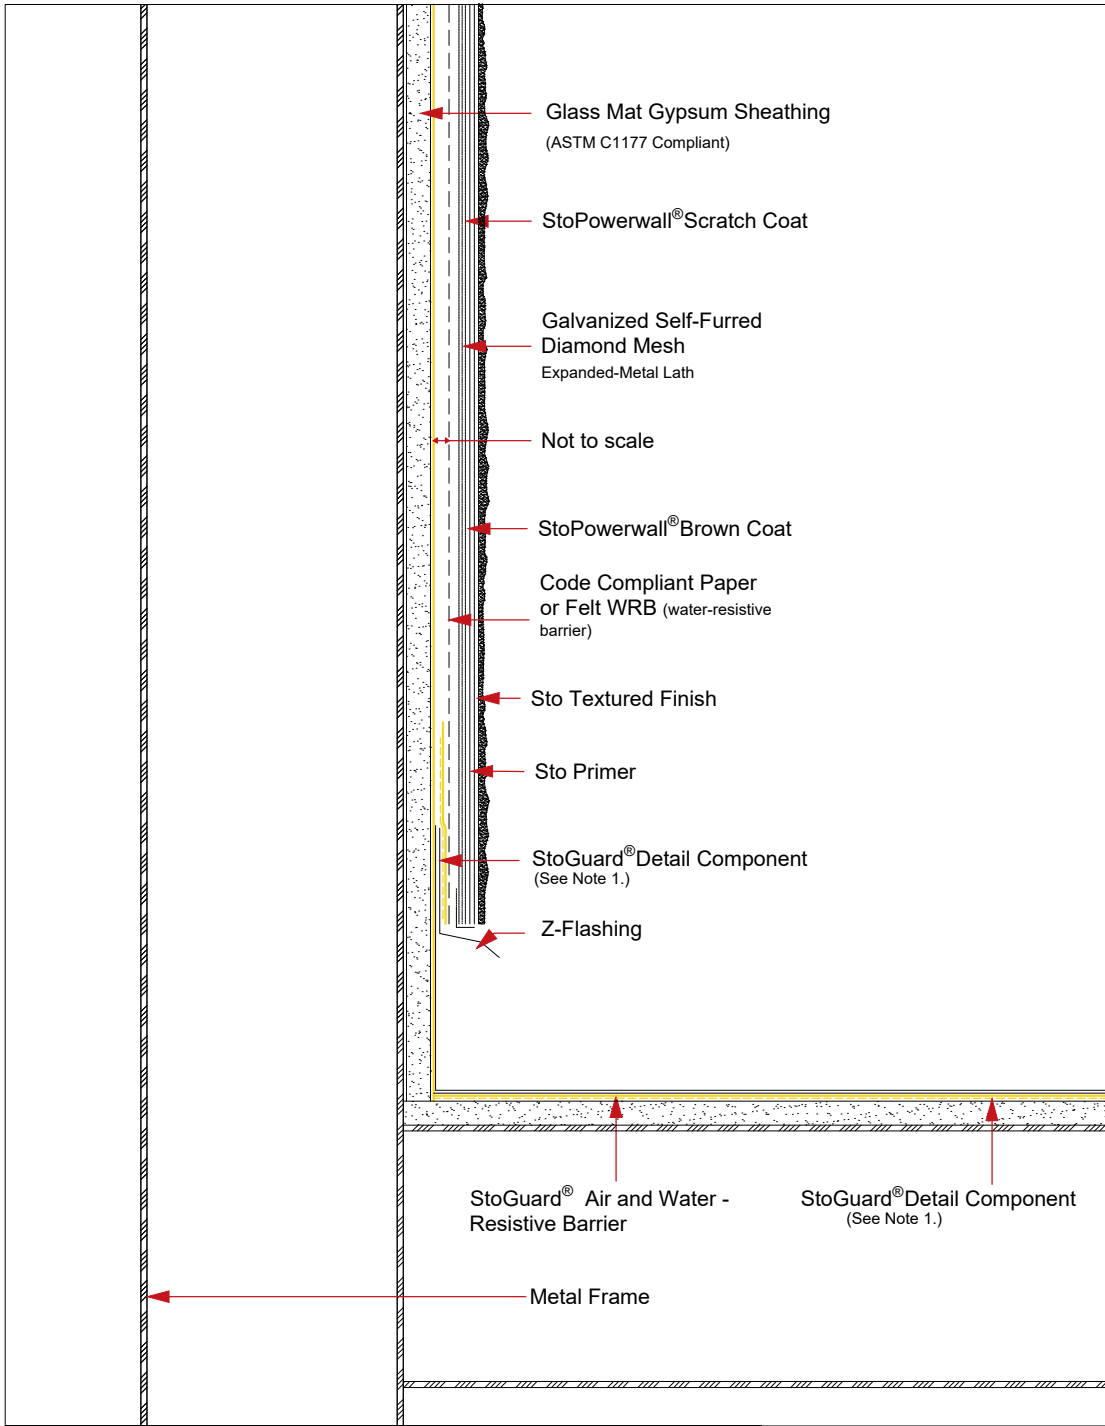 Glass Mat Gypsum Sheathing
(ASTM C1177 Compliant)
StoPowerwall®Scratch Coat
Galvanized Self-Furred
Diamond Mesh
Expanded-Metal Lath
Not to scale
StoPowerwall®Brown Coat
Code Compliant Paper
or Felt WRB (water-resistive
barrier)
Sto Textured Finish
Sto Primer
StoGuard®Detail Component
(See Note 1.)
Z-Flashing
StoGuard® Air and Water -
Resistive Barrier
StoGuard®Detail Component
(See Note 1.)
Metal Frame